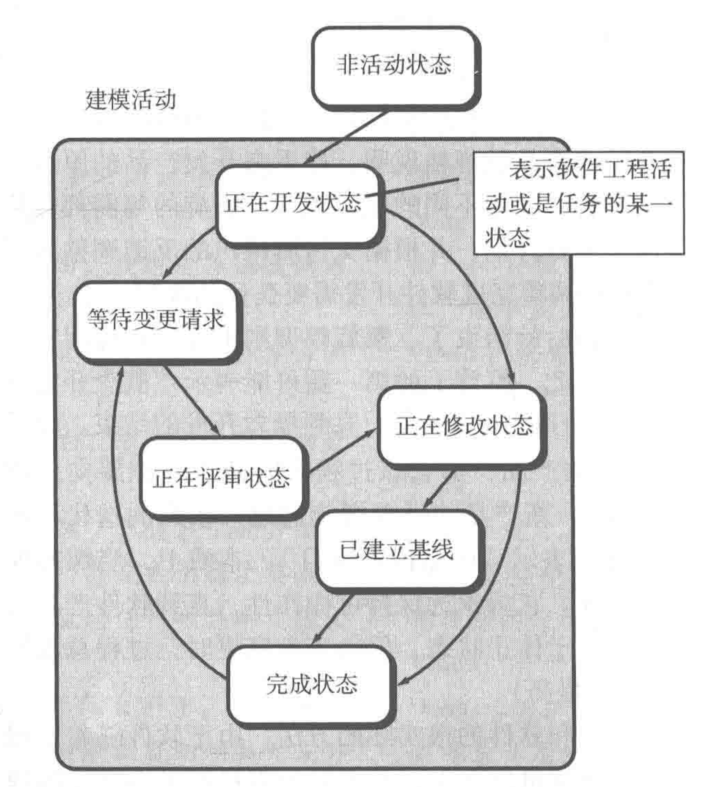 非活动状态
建模活动
正在开发状态
表示软件工程活
动或是任务的某一
状态
等待变更请求
正在修改状态
正在评审状态
已建立基线
完成状态